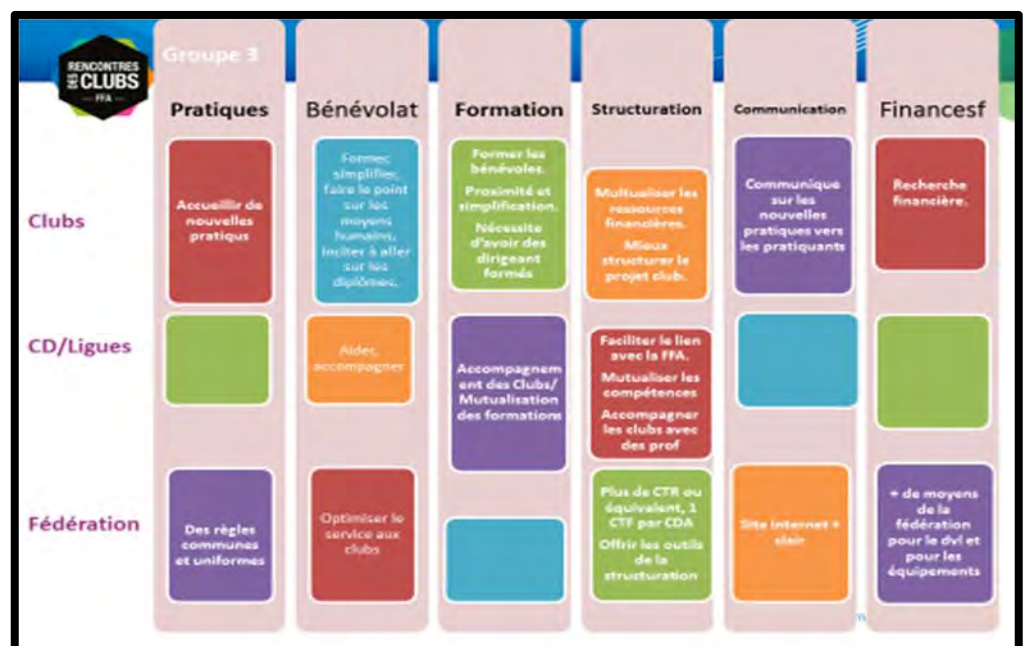 RENCONTRES
DES CLUBS
FFA
Groupe 3
Pratiques
Bénévolat
Formation
Structuration
Communication
Financesf
Clubs
Accueillir de
nouvelles
pratiqus
Former,
simplifier,
faire le point
sur les
moyens
humains,
inciter à aller
sur les
diplômes.
Former les
bénévoles.
Proximité et
simplification.
Nécessite
d'avoir des
dirigeant
formés
Multualiser les
ressources
financières.
Mieux
structurer le
projet club.
Communique
sur les
nouvelles
pratiques vers
les pratiquants
Recherche
financière.
CD/Ligues
Aider,
accompagner
Accompagnem
ent des Clubs/
Mutualisation
des formations
Faciliter le lien
avec la FFA.
Mutualiser les
compétences
Accompagner
les clubs avec
des prof
Fédération
Des règles
communes
et uniformes
Optimiser le
service aux
clubs
Plus de CTR ou
équivalent, 1
CTF par CDA
Offrir les outils
de la
strusturation
Site internet +
clair
+ de moyens
de la
fédération
pour le dvl et
pour les
équipements